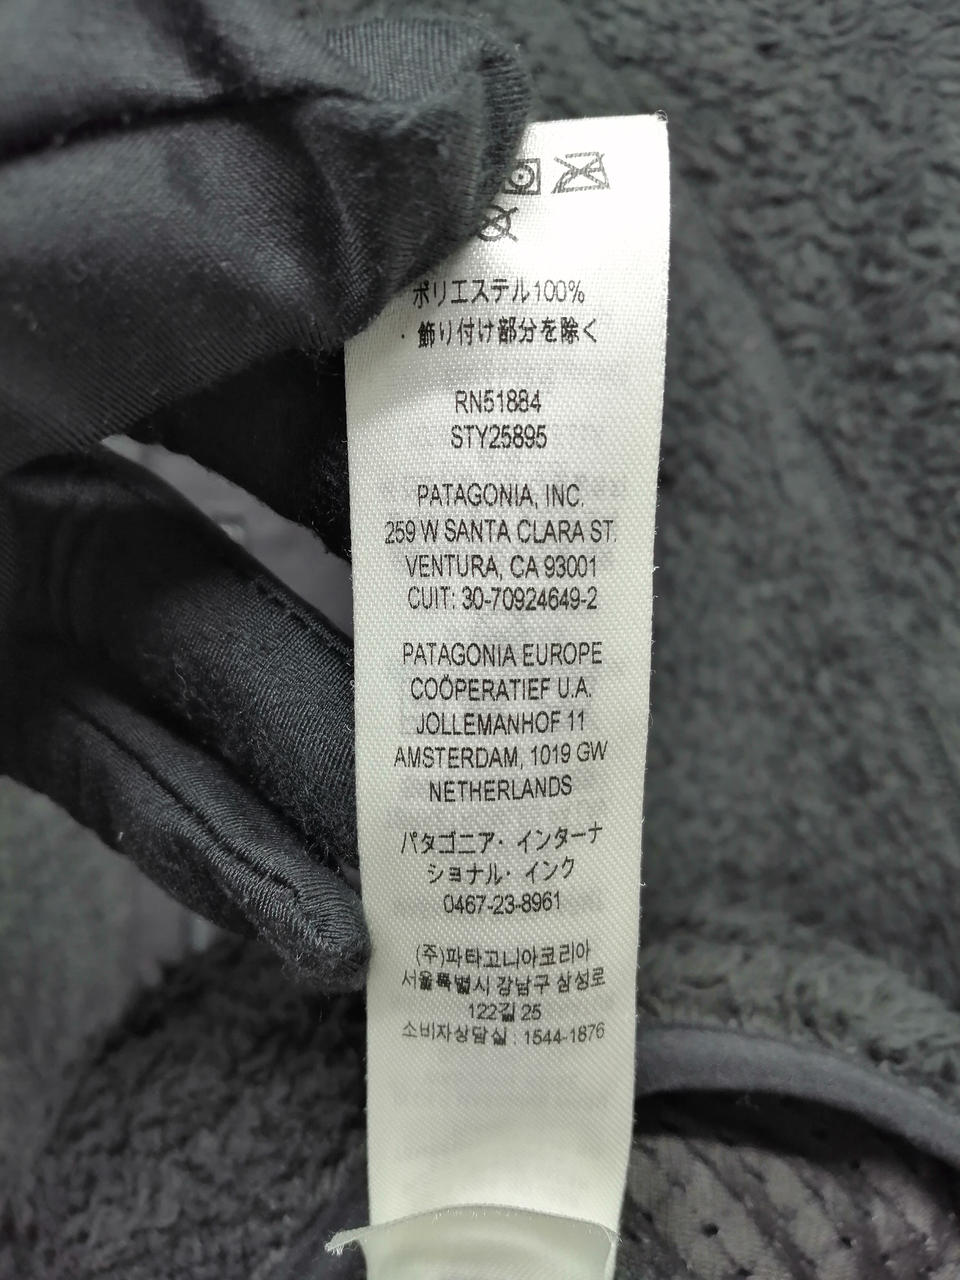 ポリエステル100%
・飾り付け部分を除く
RN51884
STY25895
PATAGONIA, INC.
259 W SANTA CLARA ST.
VENTURA, CA 93001
CUIT: 30-70924649-2
PATAGONIA EUROPE
COÖPERATIEF U.A.
JOLLEMANHOF 11
AMSTERDAM, 1019 GW
NETHERLANDS
パタゴニア・インターナ
ショナル・インク
0467-23-8961
(주)파타고니아코리아
서울특별시 강남구 삼성로
122길 25
소비자상담실 : 1544-1876